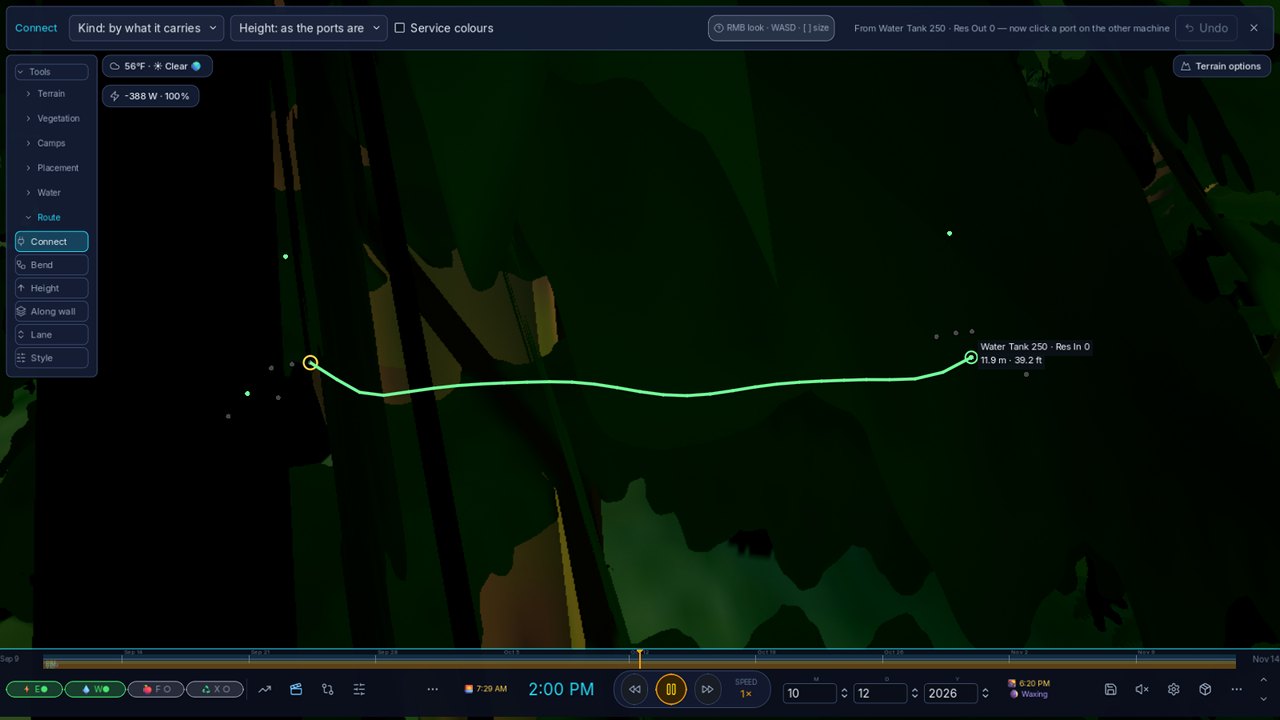 Connect
Kind: by what it carries
Height: as the ports are
Service colours
RMB look · WASD · [ ] size
From Water Tank 250 · Res Out 0 — now click a port on the other machine
Undo
Tools
56°F · Clear
Terrain options
Terrain
-388 W · 100%
Vegetation
Camps
Placement
Water
Route
Connect
Bend
Height
Along wall
Lane
Style
Water Tank 250 · Res In 0
11.9 m · 39.2 ft
Sep 9
Sep 14
Sep 21
Sep 28
Oct 5
Oct 19
Oct 26
Nov 2
Nov 9
Nov 14
E
W
F
X
7:29 AM
2:00 PM
SPEED
1×
M
D
Y
10
12
2026
6:20 PM
Waxing